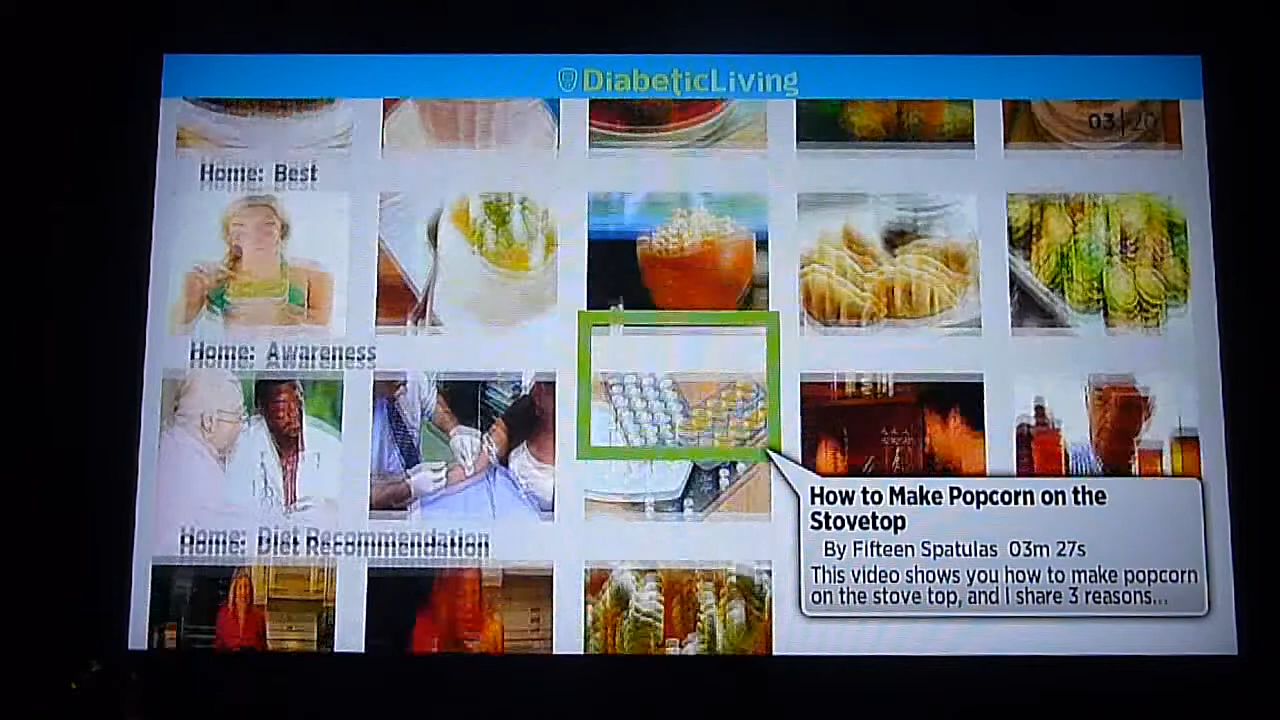 DiabeticLiving
03|20
Home: Best
Home: Awareness
Home: Diet Recommendation
How to Make Popcorn on the
Stovetop
By Fifteen Spatulas 03m 27s
This video shows you how to make popcorn
on the stove top, and I share 3 reasons...